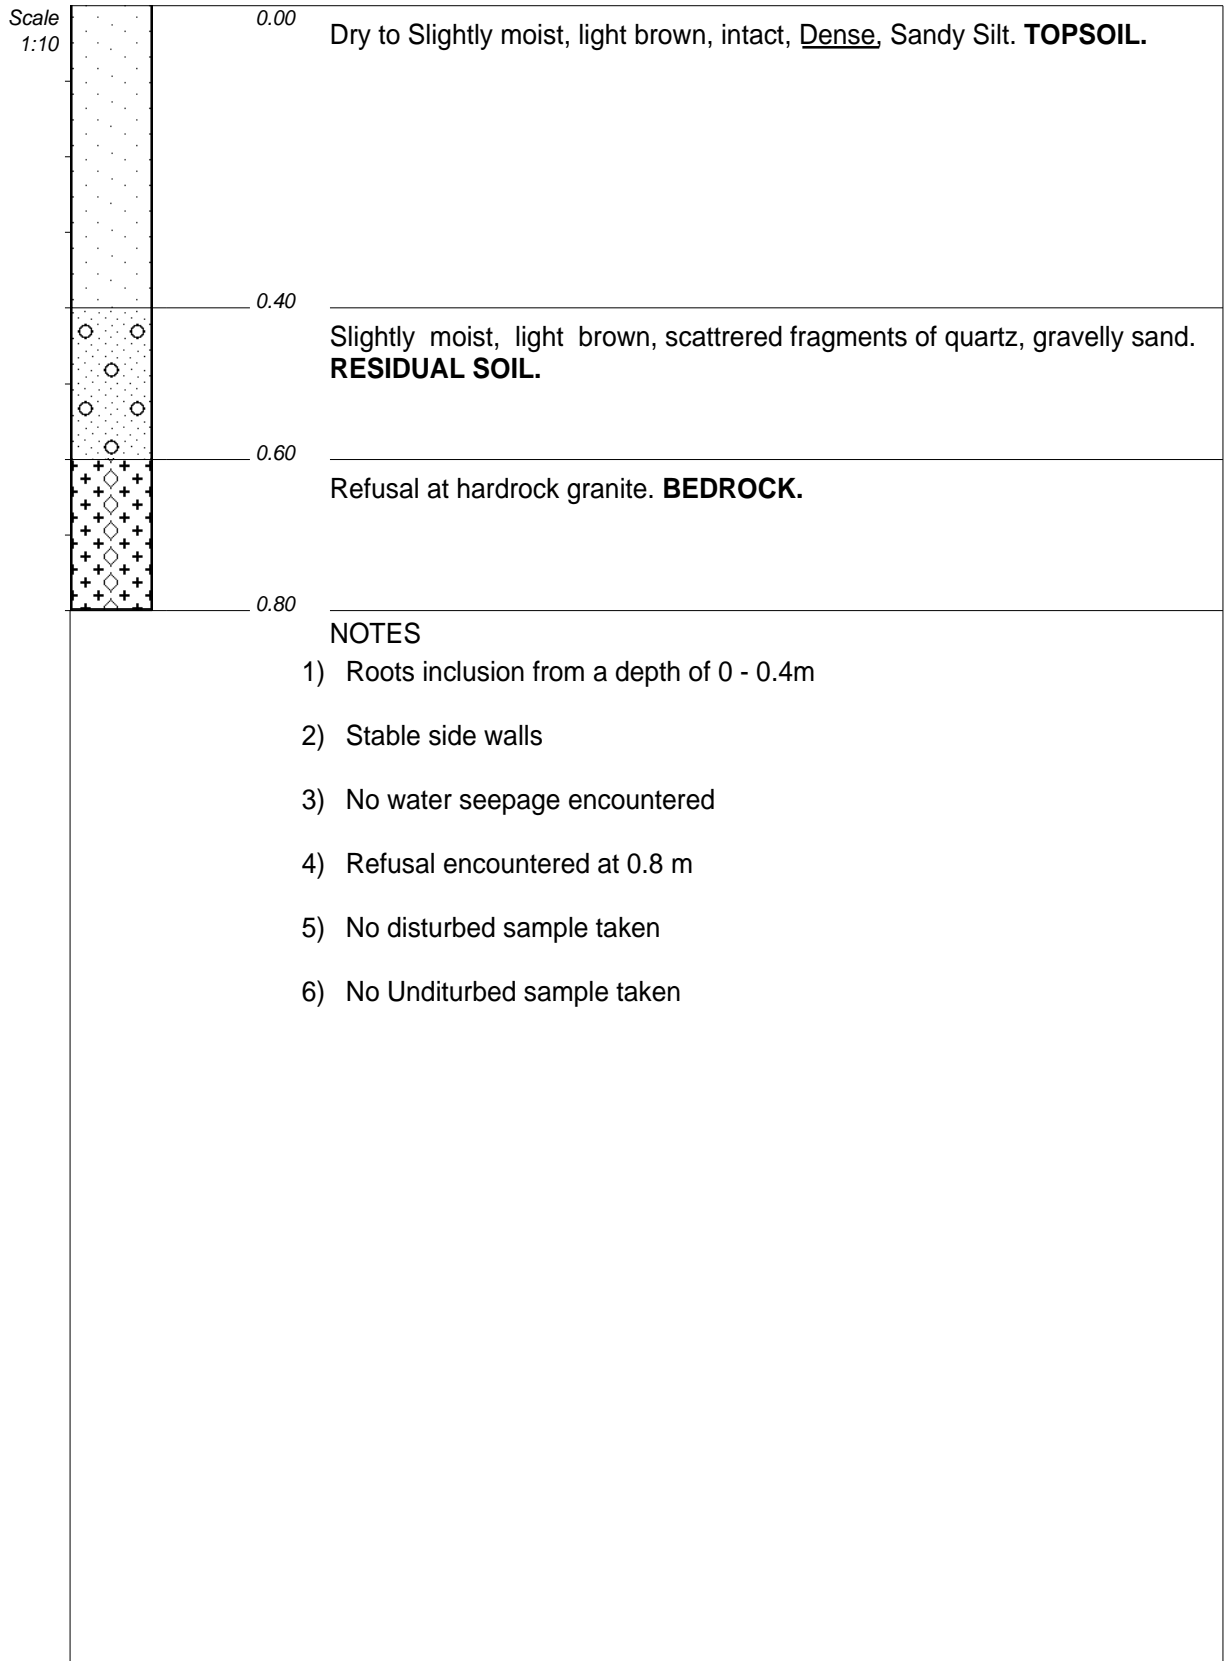 Scale
1:10
0.00
Dry to Slightly moist, light brown, intact, Dense, Sandy Silt. TOPSOIL.
0.40
Slightly moist, light brown, scattrered fragments of quartz, gravelly sand.
RESIDUAL SOIL.
0.60
Refusal at hardrock granite. BEDROCK.
0.80
NOTES
1) Roots inclusion from a depth of 0 - 0.4m
2) Stable side walls
3) No water seepage encountered
4) Refusal encountered at 0.8 m
5) No disturbed sample taken
6) No Unditurbed sample taken